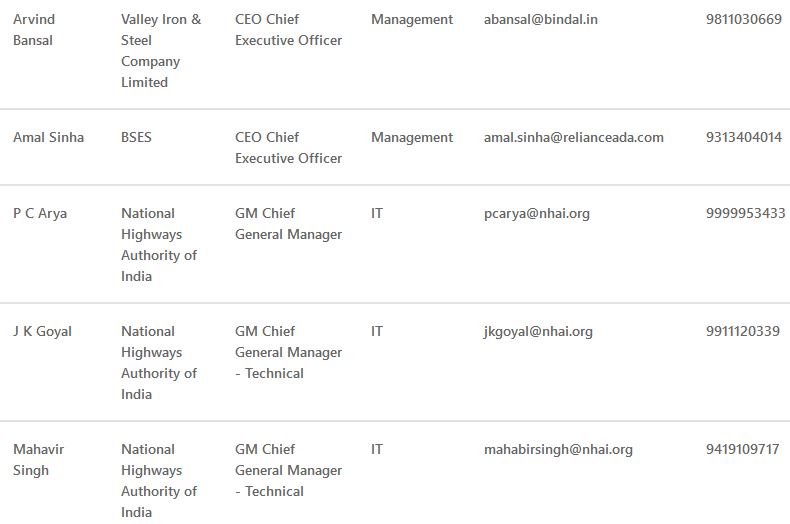 Arvind Bansal Valley Iron & Steel Company Limited CEO Chief Executive Officer Management abansal@bindal.in 9811030669
Amal Sinha BSES CEO Chief Executive Officer Management amal.sinha@relianceada.com 9313404014
P C Arya National Highways Authority of India GM Chief General Manager IT pcarya@nhai.org 9999953433
J K Goyal National Highways Authority of India GM Chief General Manager - Technical IT jkgoyal@nhai.org 9911120339
Mahavir Singh National Highways Authority of India GM Chief General Manager - Technical IT mahabirsingh@nhai.org 9419109717